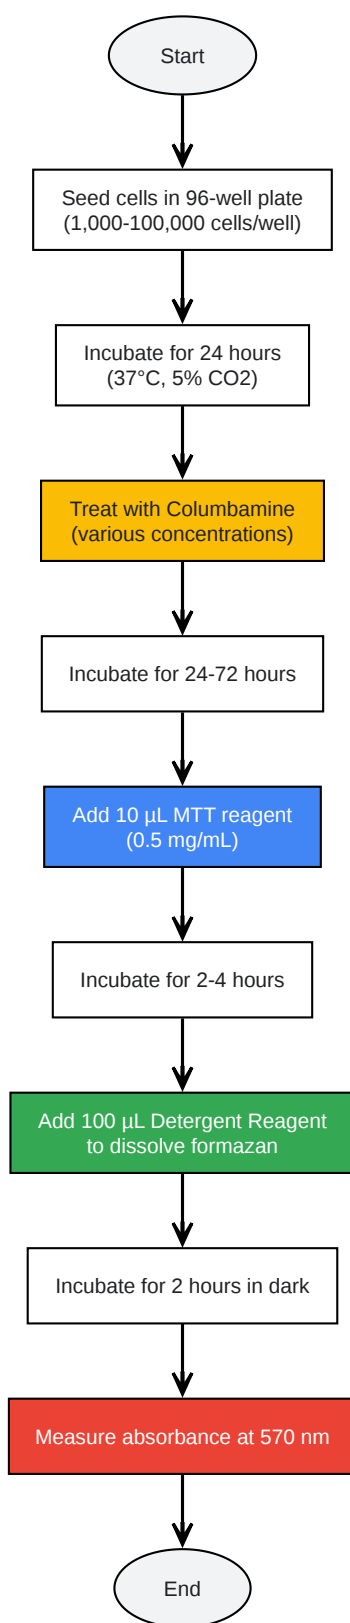 Start
Seed cells in 96-well plate
(1,000-100,000 cells/well)
Incubate for 24 hours
(37°C, 5% CO2)
Treat with Columbamine
(various concentrations)
Incubate for 24-72 hours
Add 10 µL MTT reagent
(0.5 mg/mL)
Incubate for 2-4 hours
Add 100 µL Detergent Reagent
to dissolve formazan
Incubate for 2 hours in dark
Measure absorbance at 570 nm
End